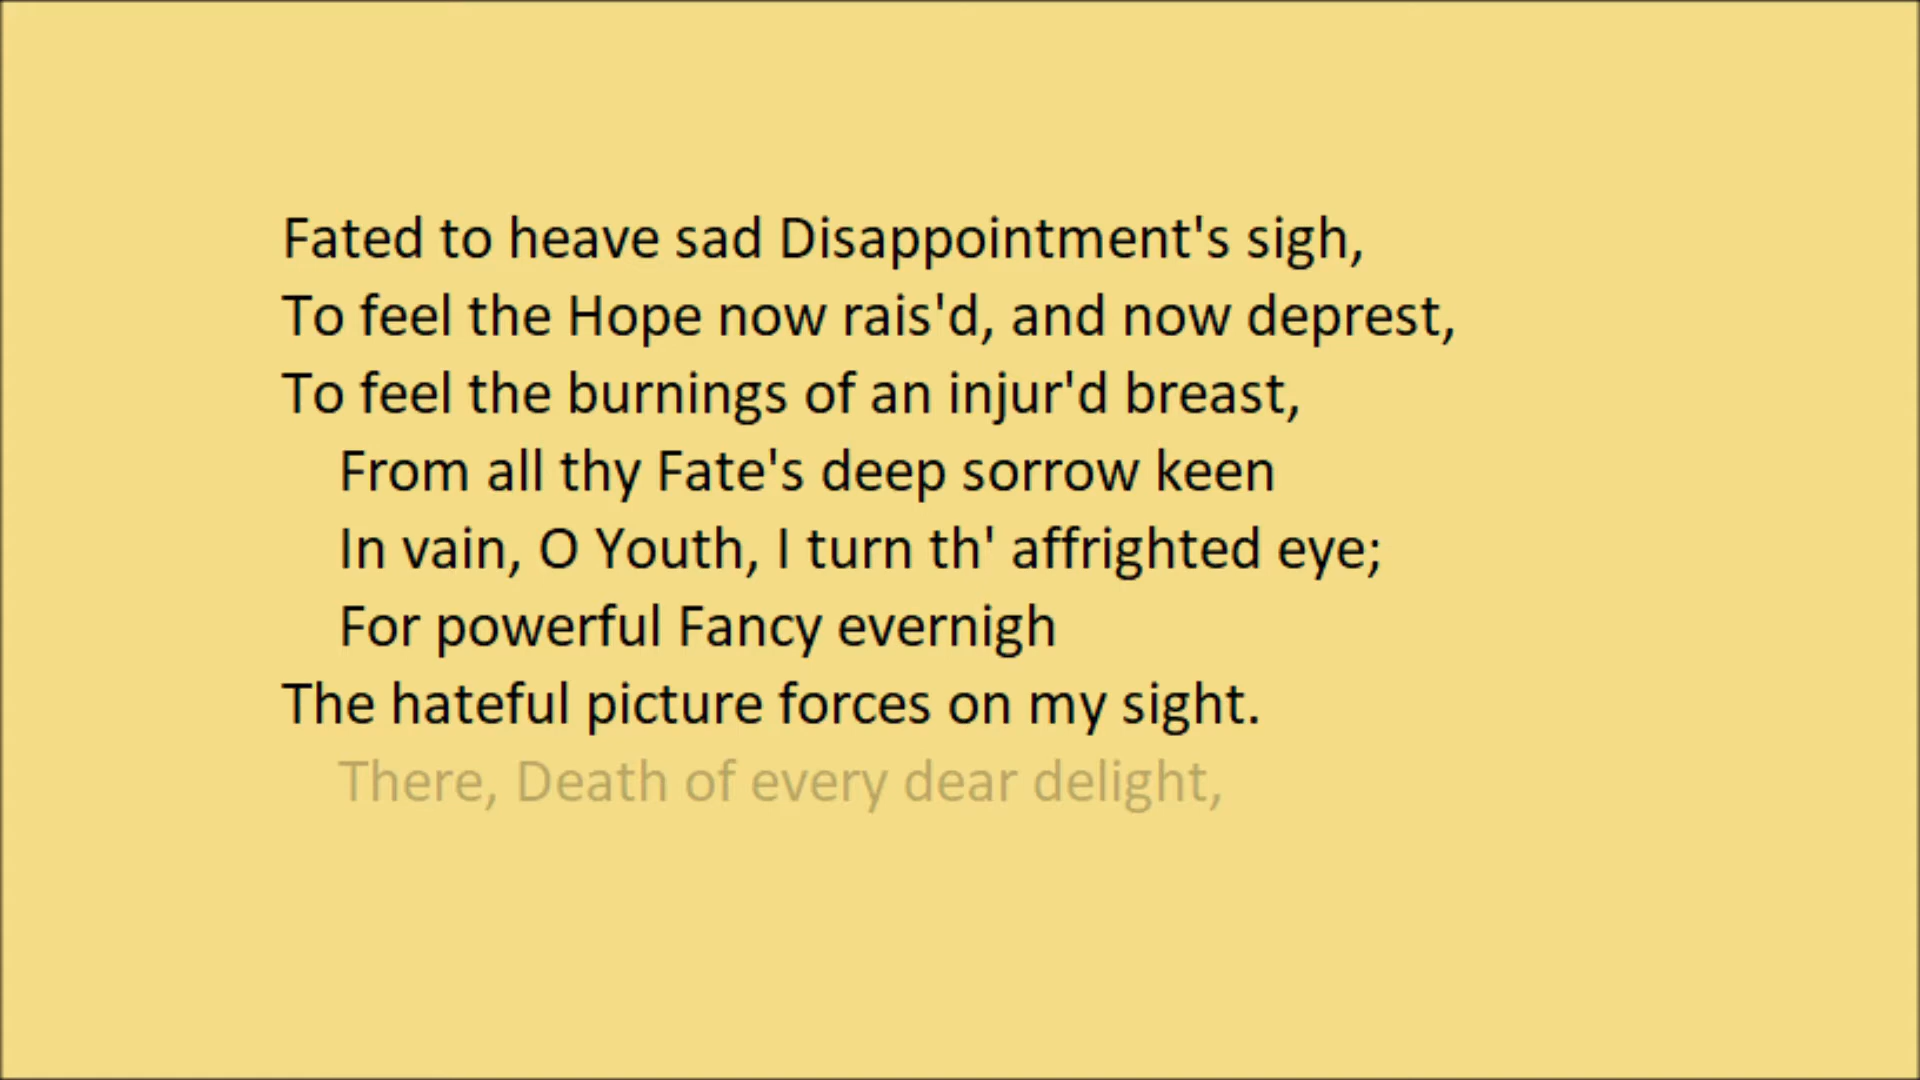 Fated to heave sad Disappointment's sigh,
To feel the Hope now rais'd, and now deprest,
To feel the burnings of an injur'd breast,
From all thy Fate's deep sorrow keen
In vain, O Youth, I turn th' affrighted eye;
For powerful Fancy evernigh
The hateful picture forces on my sight.
There, Death of every dear delight,